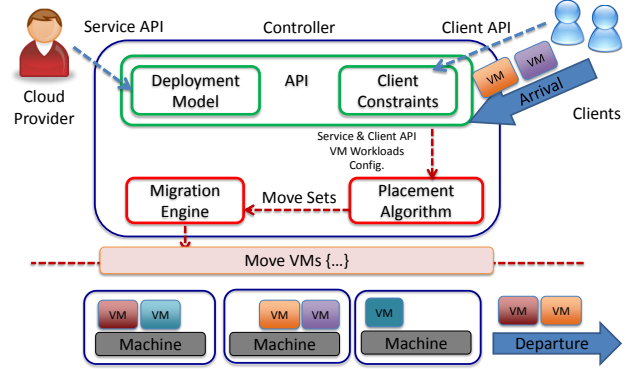 Service API
Controller
Client API
Deployment
Model
API
Client
Constraints
VM
VM
Arrival
Cloud
Provider
Clients
Service & Client API
VM Workloads
Config.
Migration
Engine
Move Sets
Placement
Algorithm
Move VMs {…}
VM
VM
VM
VM
VM
VM
VM
Machine
Machine
Machine
Departure